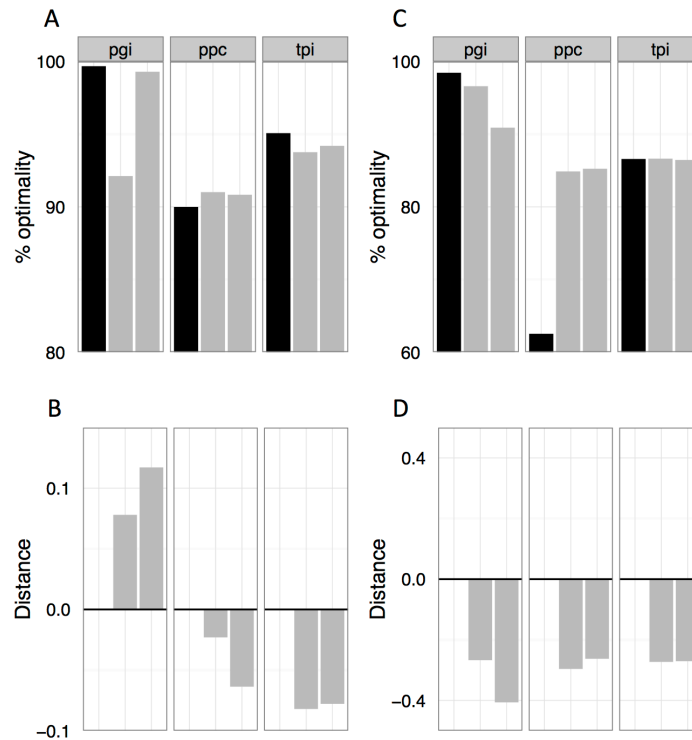 A
pgi
ppc
tpi
100
90
80
% optimality
C
pgi
ppc
tpi
100
80
60
% optimality
B
0.1
0.0
−0.1
Distance
D
0.4
0.0
−0.4
Distance